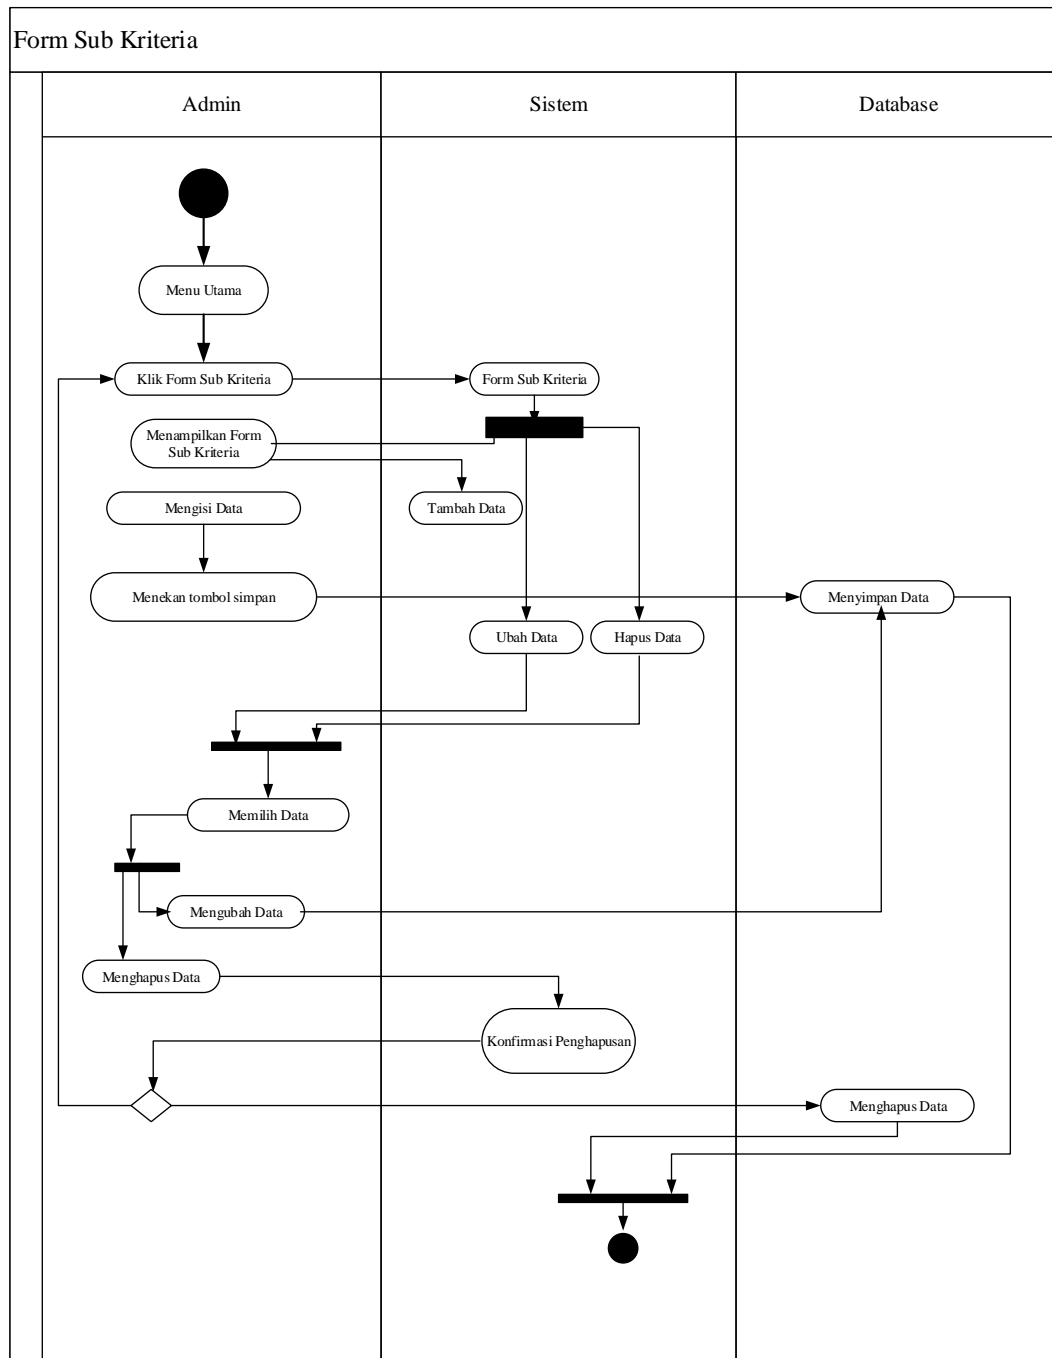 Form Sub Kriteria
Admin
Sistem
Database
Menu Utama
Klik Form Sub Kriteria
Form Sub Kriteria
Menampilkan Form
Sub Kriteria
Mengisi Data
Tambah Data
Menekan tombol simpan
Menyimpan Data
Ubah Data
Hapus Data
Memilih Data
Mengubah Data
Menghapus Data
Konfirmasi Penghapusan
Menghapus Data